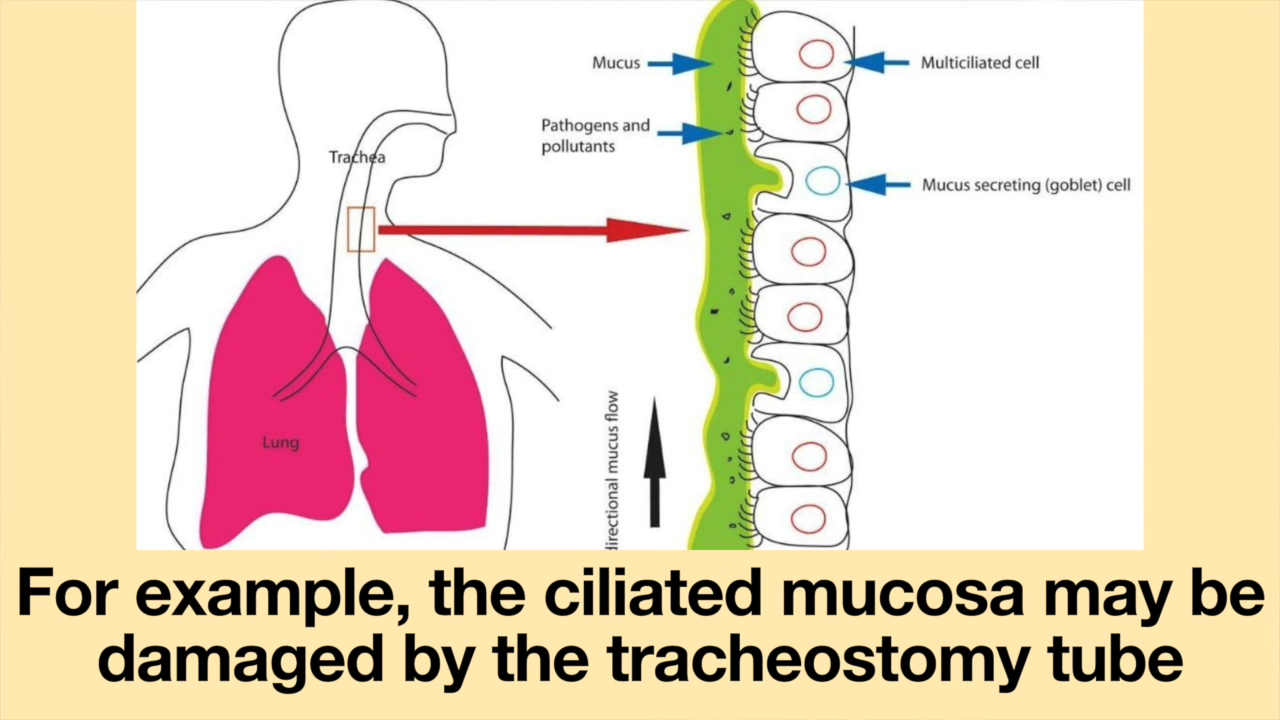 Mucus
Multiciliated cell
Pathogens and
pollutants
Trachea
Mucus secreting (goblet) cell
Lung
directional mucus flow
For example, the ciliated mucosa may be
damaged by the tracheostomy tube